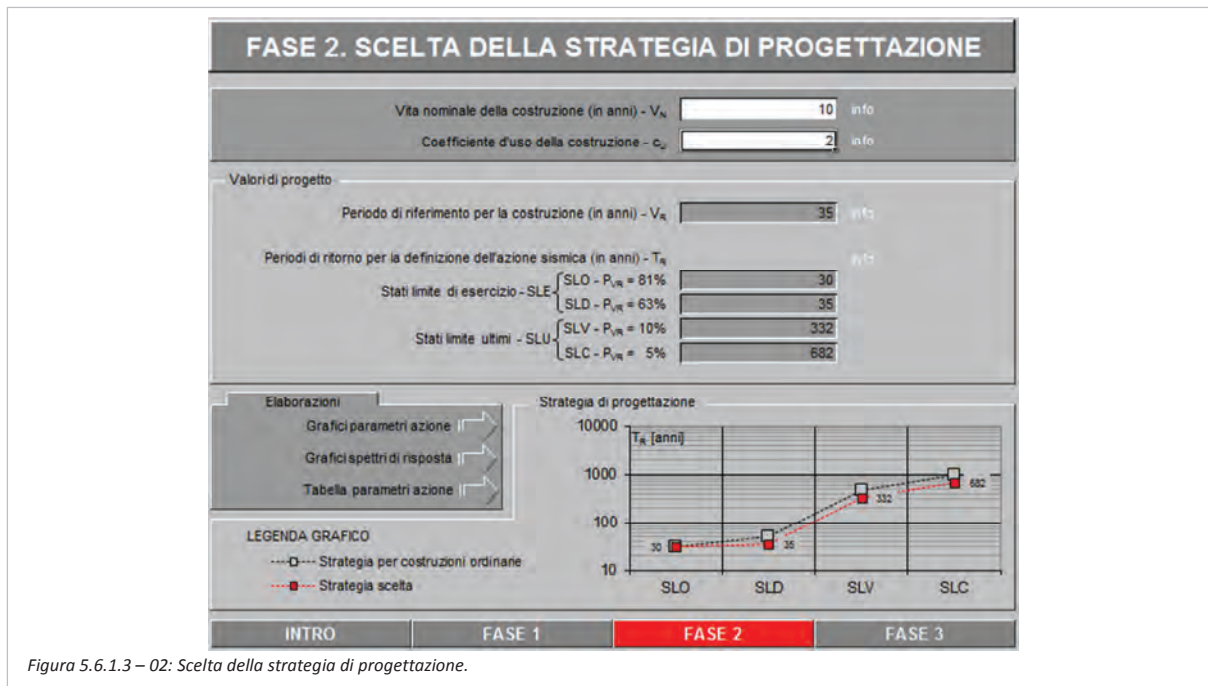 FASE 2. SCELTA DELLA STRATEGIA DI PROGETTAZIONE
Vita nominale della costruzione (in anni) - VN 10 info
Coefficiente d'uso della costruzione - cU 2 info
Valori di progetto
Periodo di riferimento per la costruzione (in anni) - VR 35 info
Periodi di ritorno per la definizione dell'azione sismica (in anni) - TR info
Stati limite di esercizio - SLE
SLO - PVR = 81% 30
SLD - PVR = 63% 35
Stati limite ultimi - SLU
SLV - PVR = 10% 332
SLC - PVR = 5% 682
Elaborazioni
Grafici parametri azione
Grafici spettri di risposta
Tabella parametri azione
LEGENDA GRAFICO
Strategia per costruzioni ordinarie
Strategia scelta
Strategia di progettazione
TR [anni]
10000
1000
100
10
30
35
332
682
SLO SLD SLV SLC
INTRO FASE 1 FASE 2 FASE 3
Figura 5.6.1.3 – 02: Scelta della strategia di progettazione.